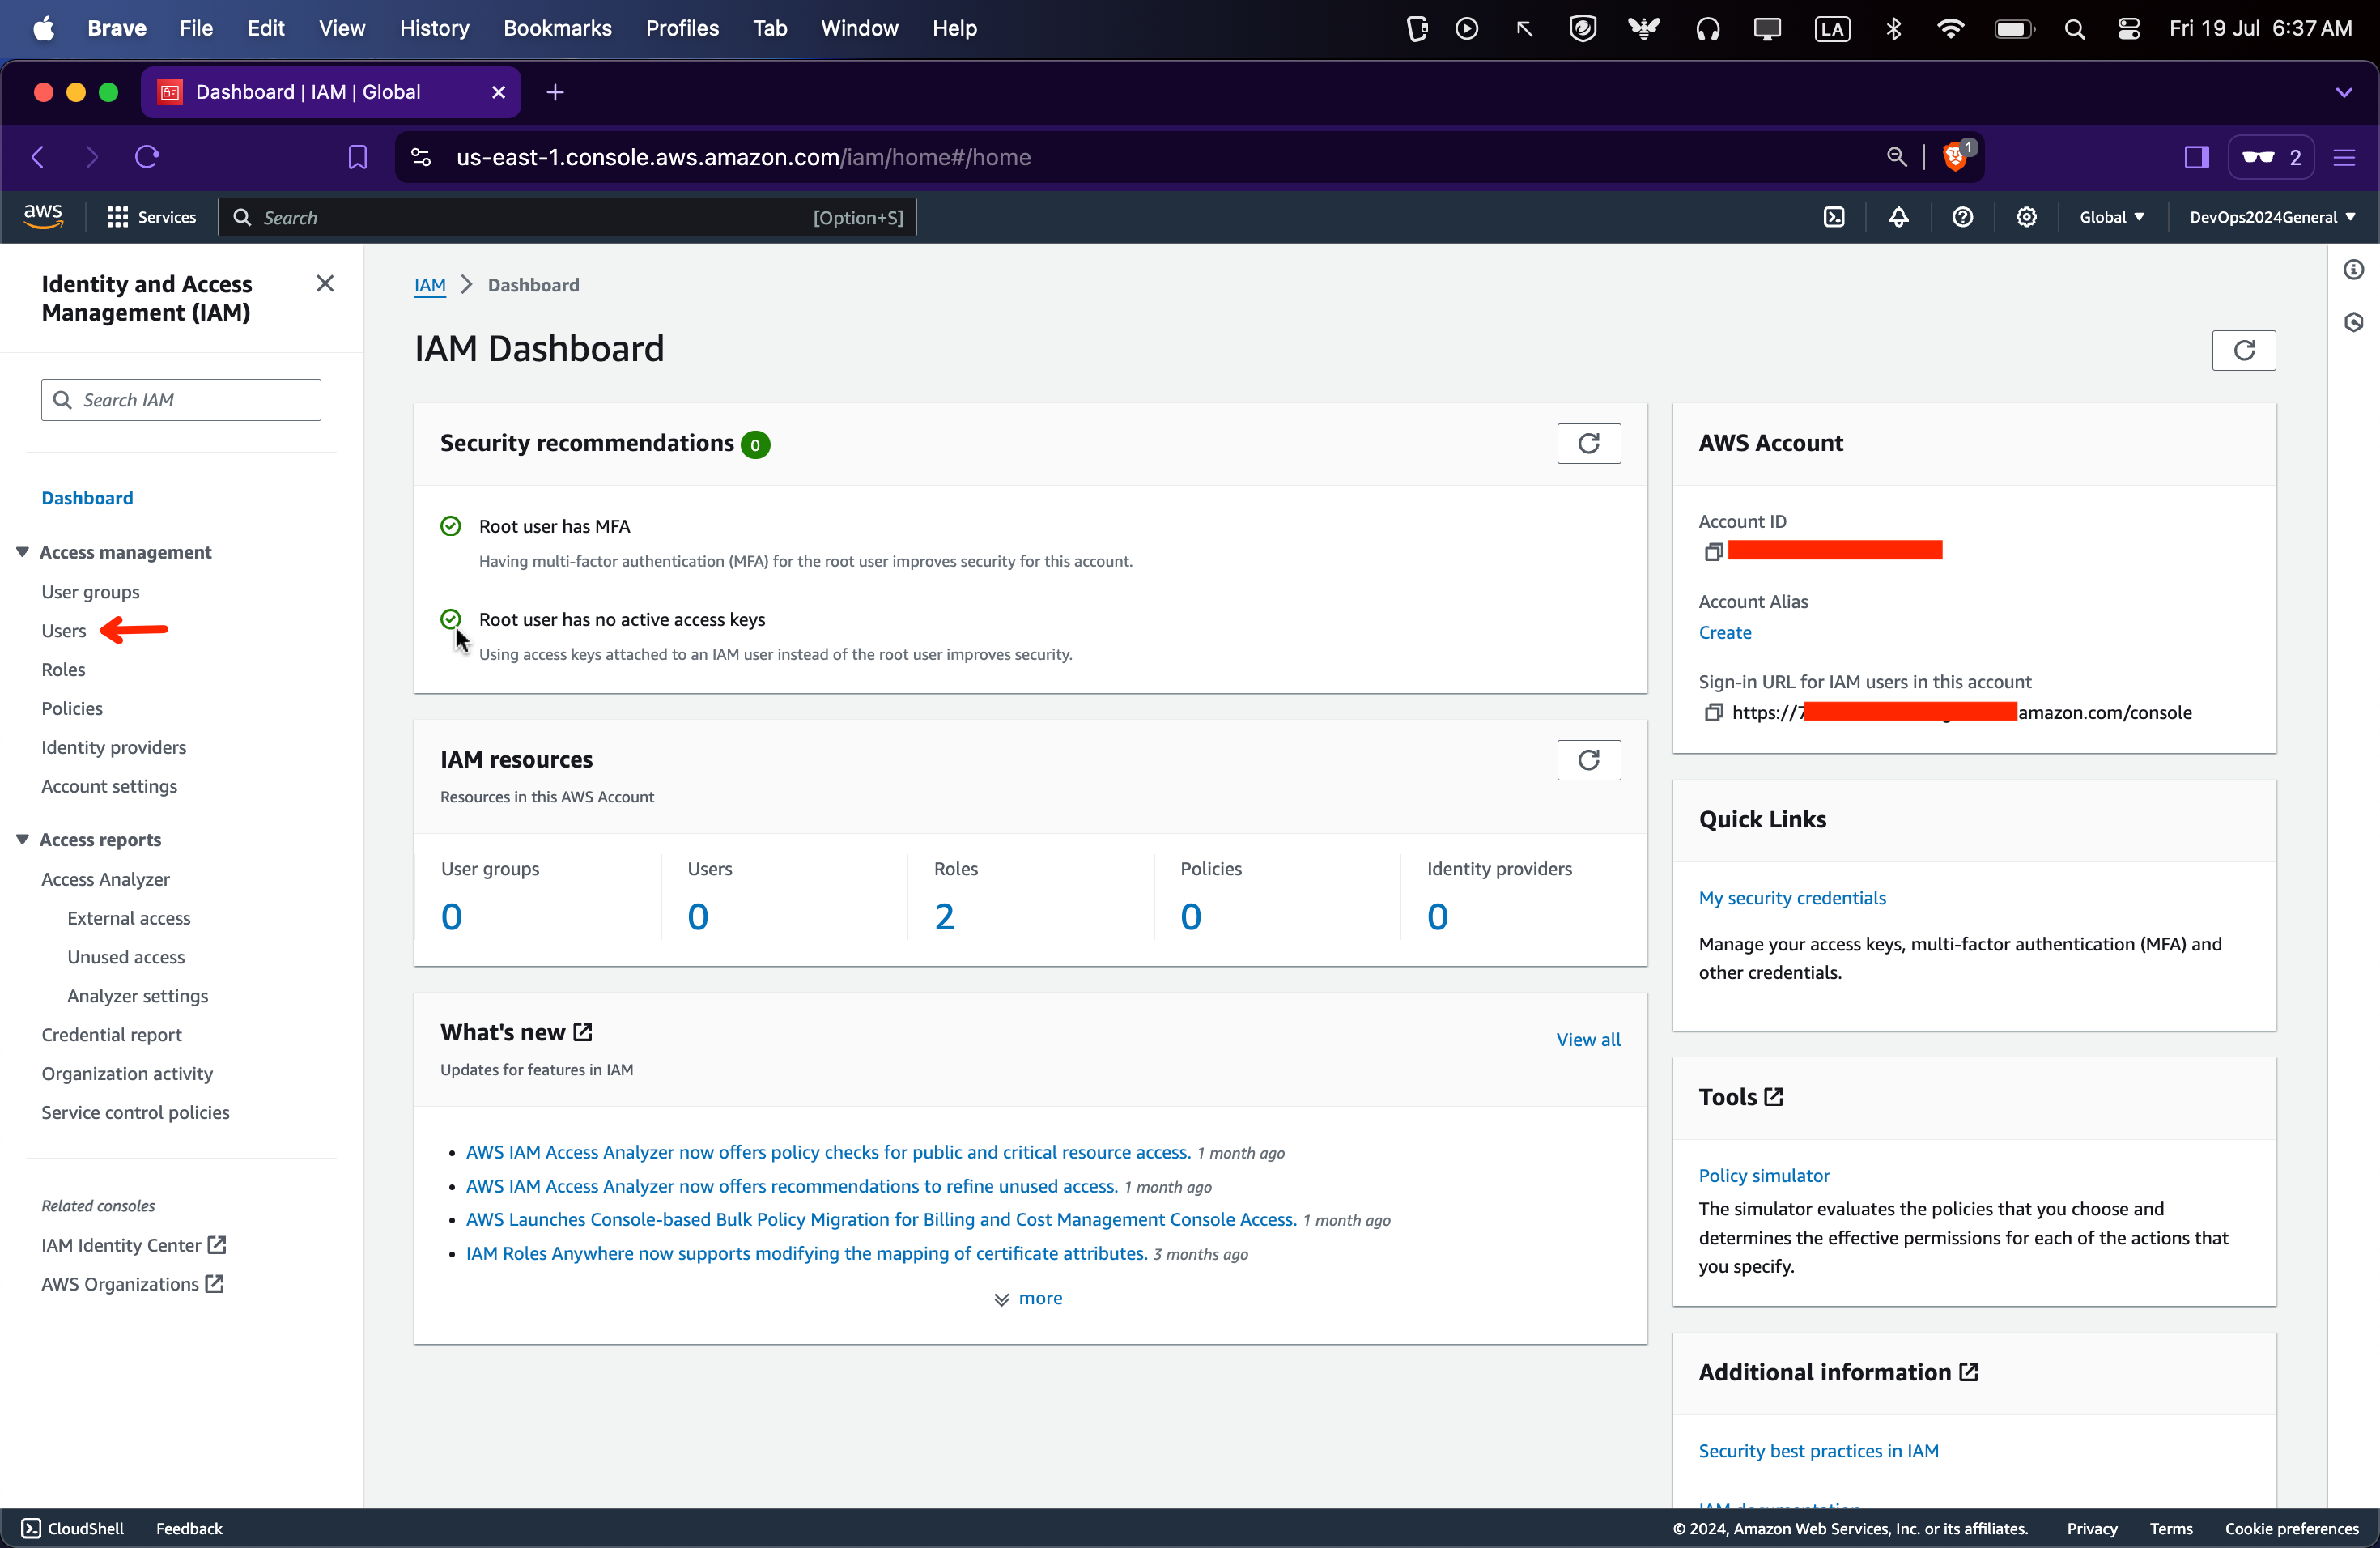 Brave File Edit View History Bookmarks Profiles Tab Window Help LA Fri 19 Jul 6:37 AM
Dashboard | IAM | Global
us-east-1.console.aws.amazon.com/iam/home#/home 1 2
aws Services Search [Option+S] Global DevOps2024General
Identity and Access
Management (IAM)
Search IAM
Dashboard
Access management
User groups
Users
Roles
Policies
Identity providers
Account settings
Access reports
Access Analyzer
External access
Unused access
Analyzer settings
Credential report
Organization activity
Service control policies
Related consoles
IAM Identity Center
AWS Organizations
IAM > Dashboard
IAM Dashboard
Security recommendations 0
Root user has MFA
Having multi-factor authentication (MFA) for the root user improves security for this account.
Root user has no active access keys
Using access keys attached to an IAM user instead of the root user improves security.
IAM resources
Resources in this AWS Account
User groups Users Roles Policies Identity providers
0 0 2 0 0
What's new
View all
Updates for features in IAM
• AWS IAM Access Analyzer now offers policy checks for public and critical resource access. 1 month ago
• AWS IAM Access Analyzer now offers recommendations to refine unused access. 1 month ago
• AWS Launches Console-based Bulk Policy Migration for Billing and Cost Management Console Access. 1 month ago
• IAM Roles Anywhere now supports modifying the mapping of certificate attributes. 3 months ago
more
AWS Account
Account ID
Account Alias
Create
Sign-in URL for IAM users in this account
https://7 amazon.com/console
Quick Links
My security credentials
Manage your access keys, multi-factor authentication (MFA) and
other credentials.
Tools
Policy simulator
The simulator evaluates the policies that you choose and
determines the effective permissions for each of the actions that
you specify.
Additional information
Security best practices in IAM
IAM documentation
CloudShell Feedback © 2024, Amazon Web Services, Inc. or its affiliates. Privacy Terms Cookie preferences